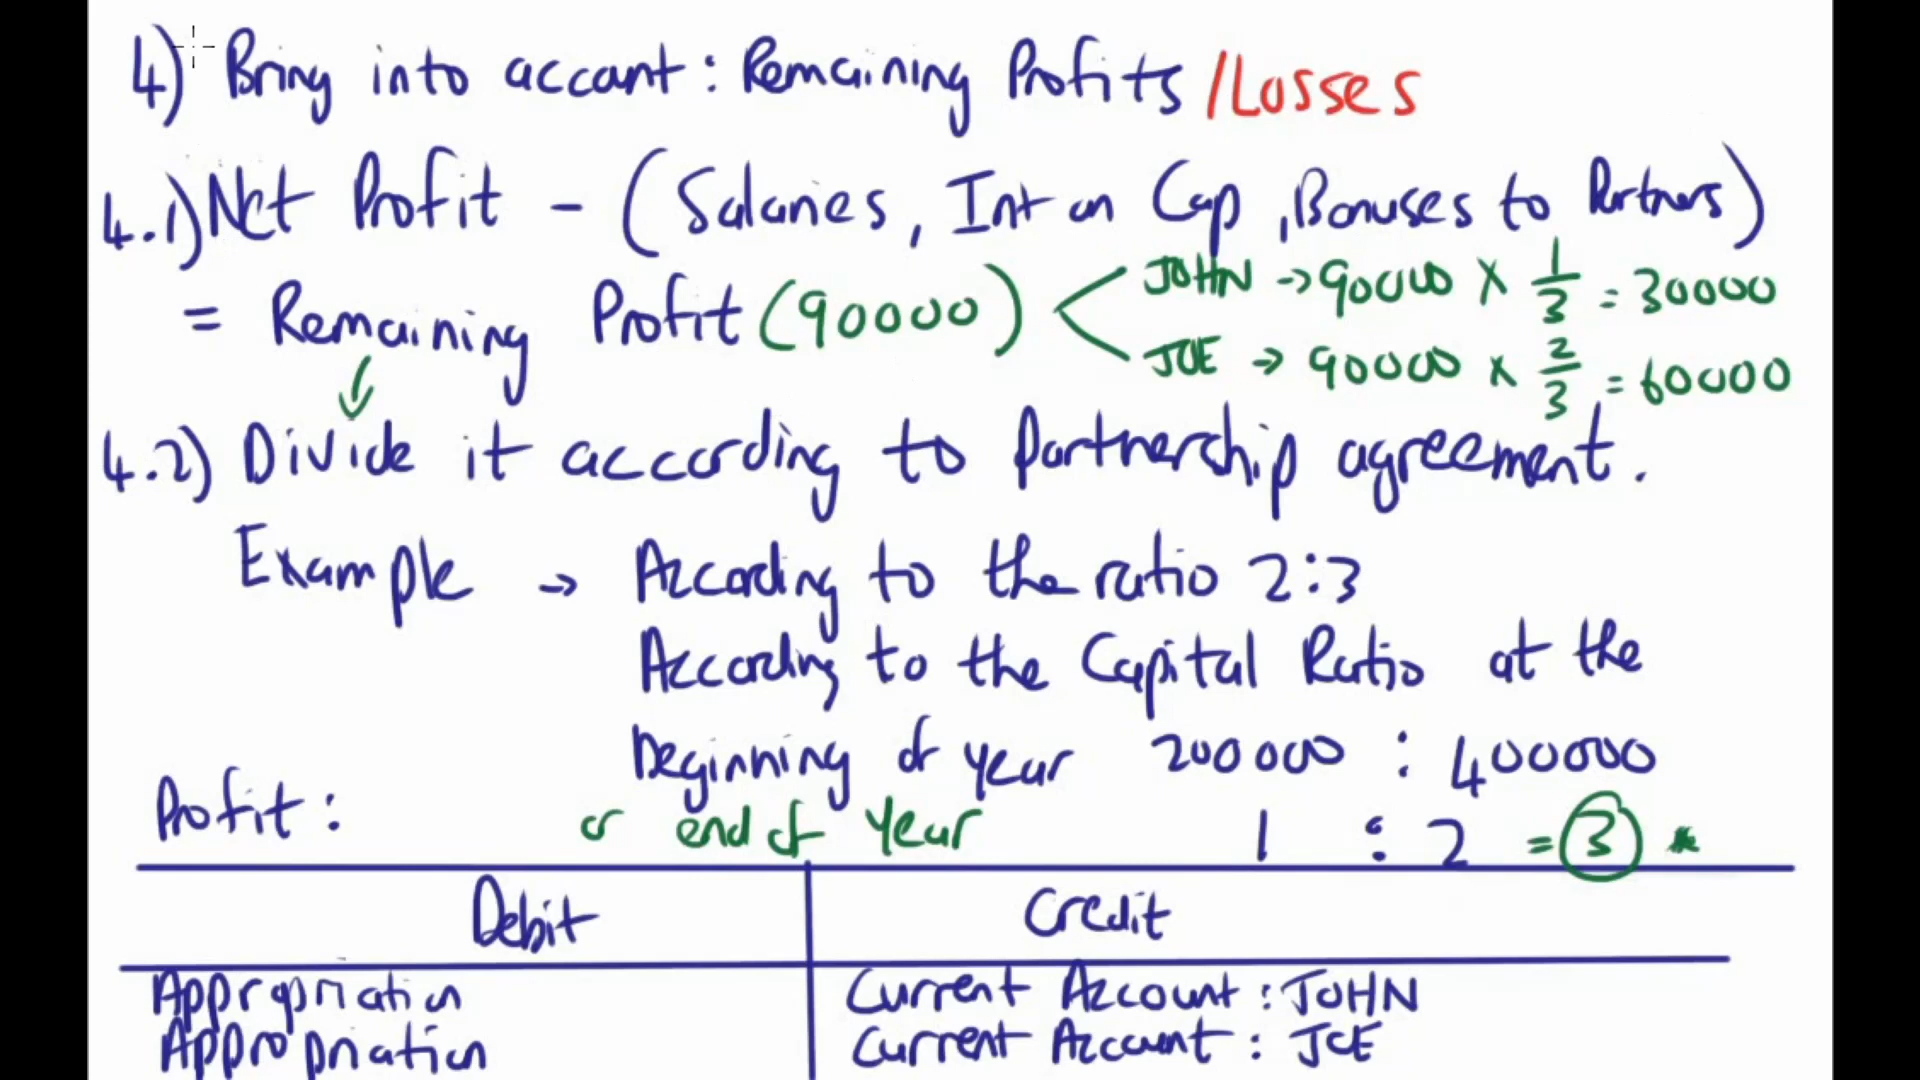 4) Bring into account: Remaining Profits /Losses
4.1) Net Profit - (Salaries, Int on Cap, Bonuses to Partners)
= Remaining Profit (90000)
JOHN → 90000 x 1/3 = 30000
JOE → 90000 x 2/3 = 60000
4.2) Divide it according to Partnership agreement.
Example → According to the ratio 2:3
According to the Capital Ratio at the
Beginning of year 200000 : 400000
or end of year 1 : 2 = 3 *
Profit:
Debit Credit
Appropriation Current Account: JOHN
Appropriation Current Account: JOE